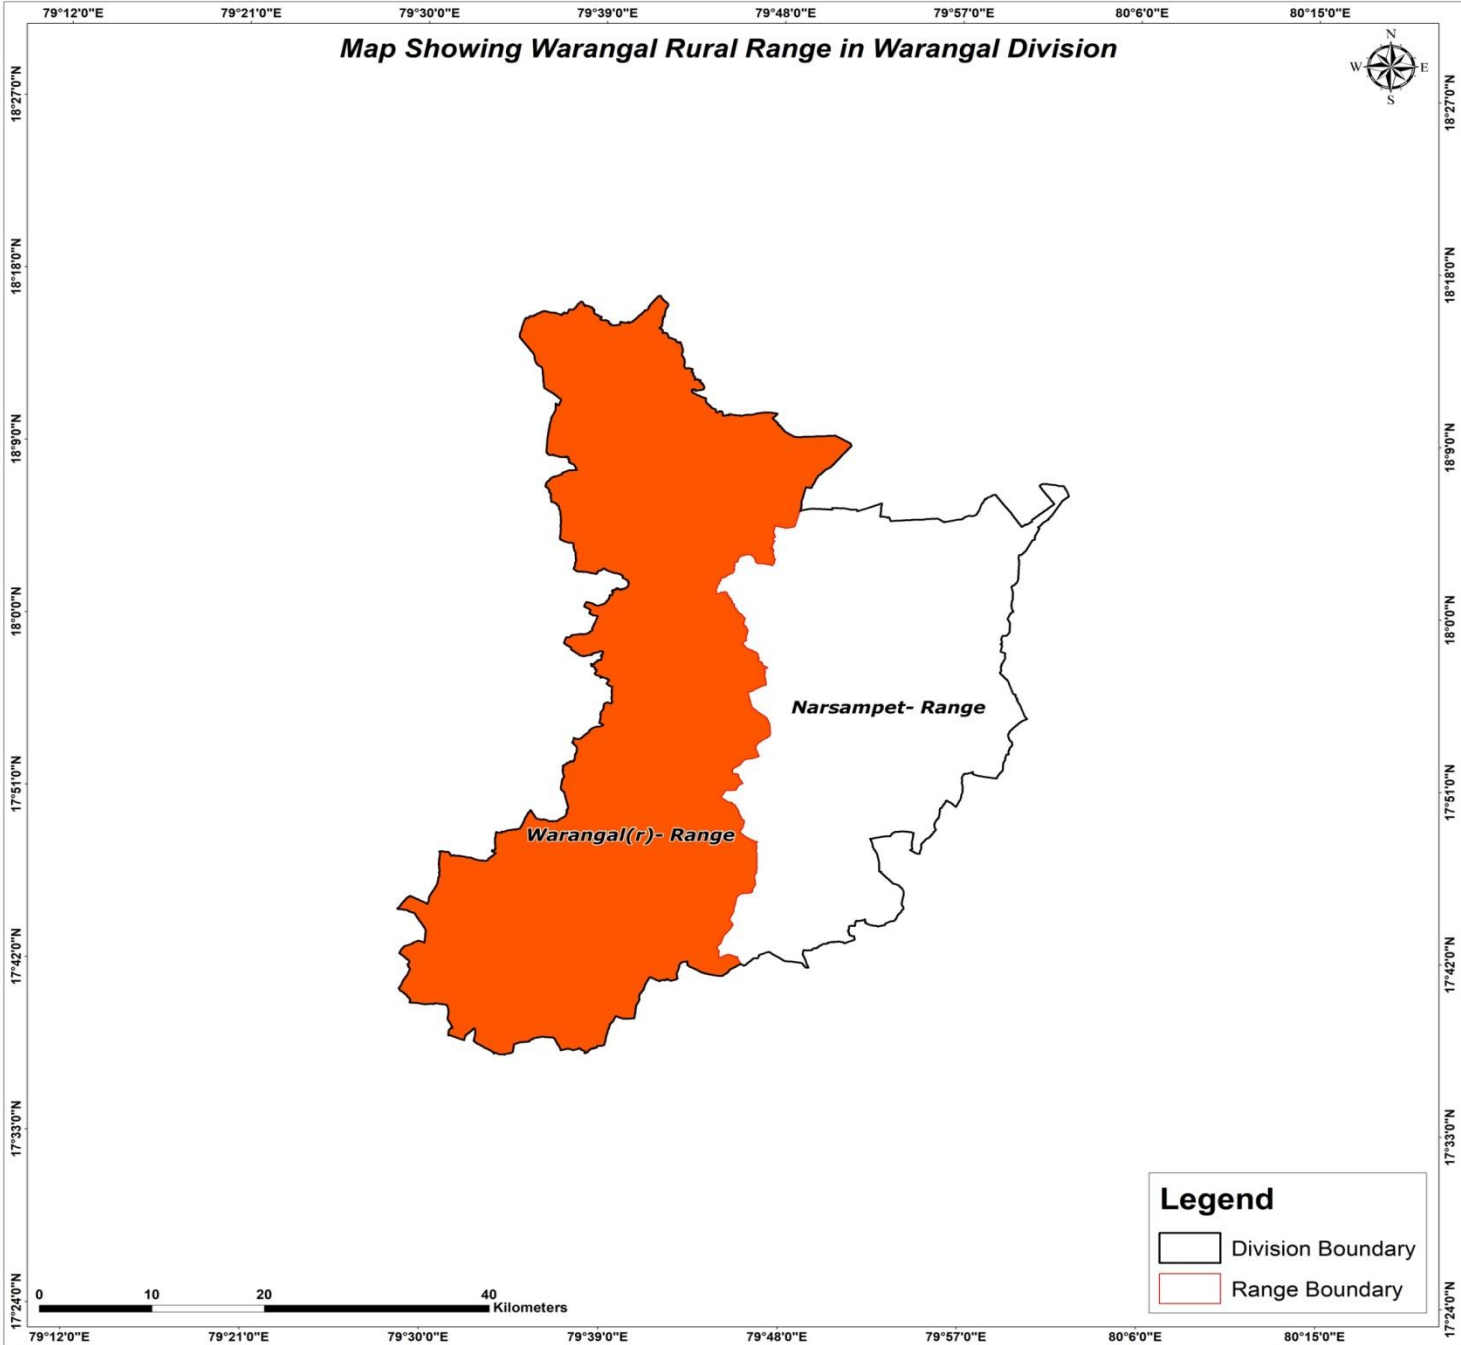 79°12'0"E 79°21'0"E 79°30'0"E 79°39'0"E 79°48'0"E 79°57'0"E 80°6'0"E 80°15'0"E
Map Showing Warangal Rural Range in Warangal Division
N
W E
S
18°27'0"N 18°27'0"N
18°18'0"N 18°18'0"N
18°9'0"N 18°9'0"N
18°0'0"N 18°0'0"N
Narsampet- Range
17°51'0"N 17°51'0"N
Warangal(r)- Range
17°42'0"N 17°42'0"N
17°33'0"N 17°33'0"N
Legend
Division Boundary
Range Boundary
17°24'0"N 17°24'0"N
0 10 20 40
Kilometers
79°12'0"E 79°21'0"E 79°30'0"E 79°39'0"E 79°48'0"E 79°57'0"E 80°6'0"E 80°15'0"E